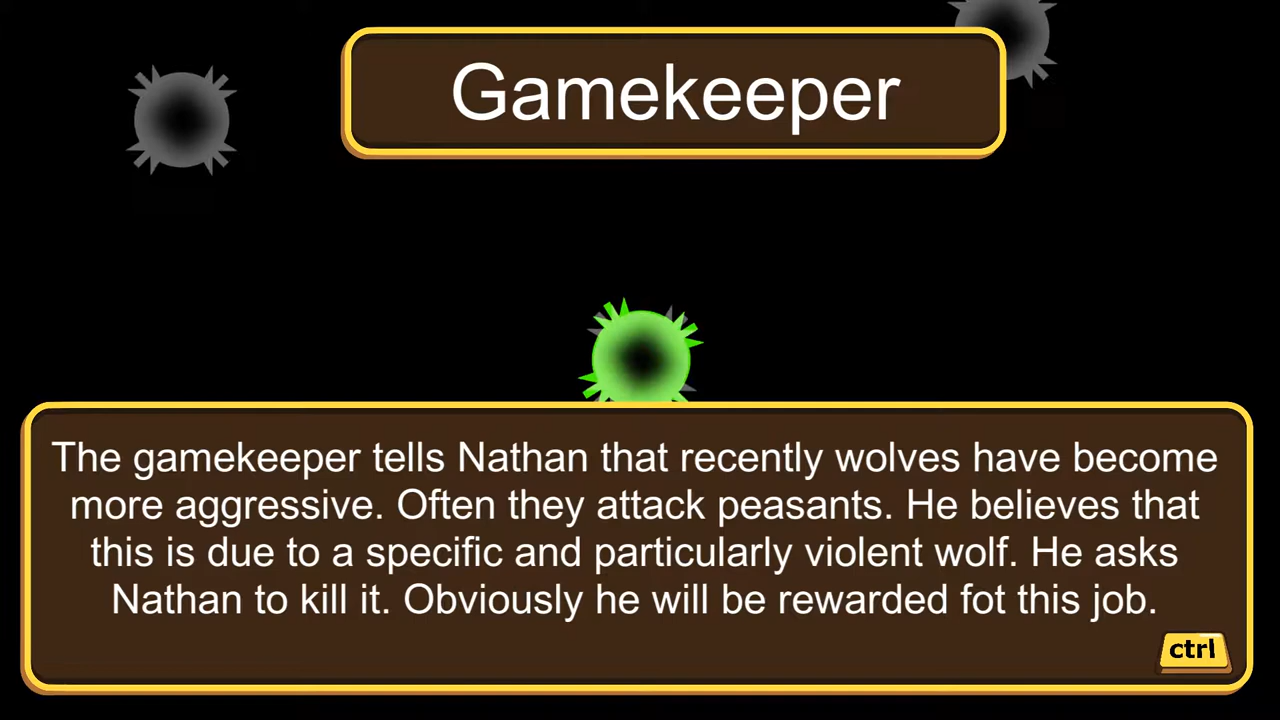 Gamekeeper
The gamekeeper tells Nathan that recently wolves have become
more aggressive. Often they attack peasants. He believes that
this is due to a specific and particularly violent wolf. He asks
Nathan to kill it. Obviously he will be rewarded fot this job.
ctrl